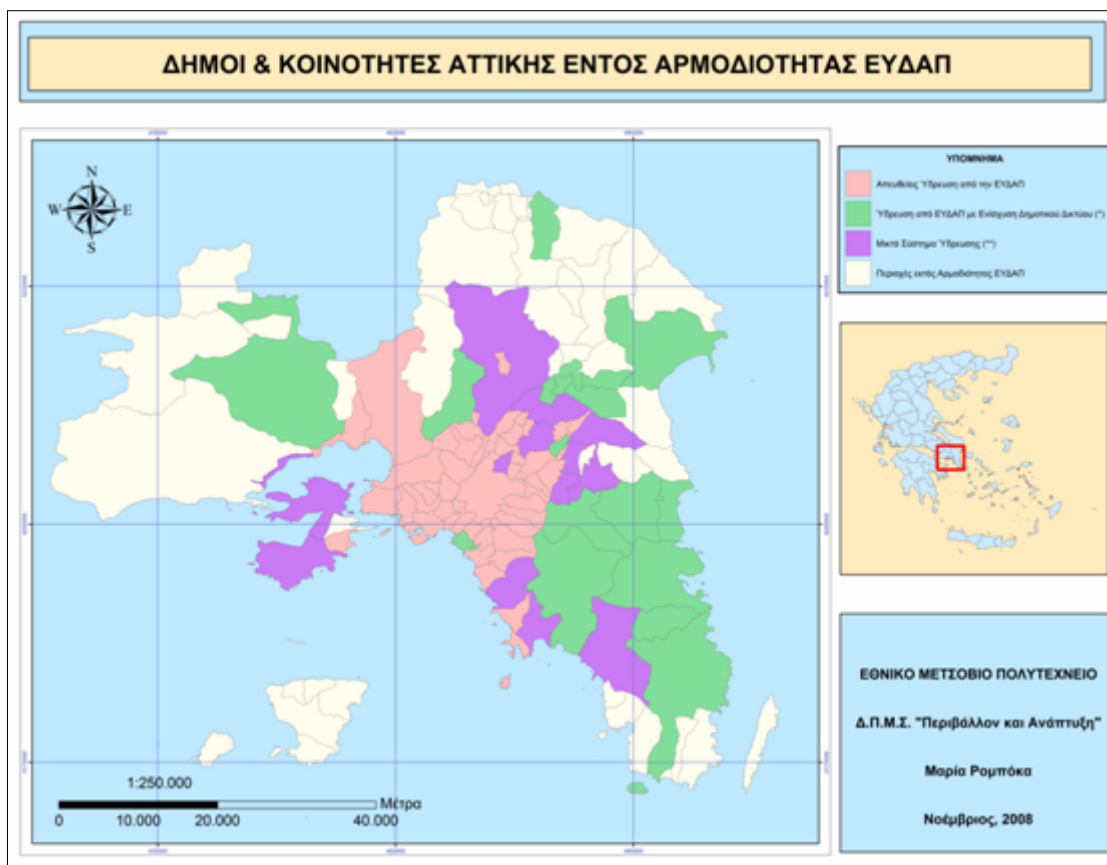 ΔΗΜΟΙ & ΚΟΙΝΟΤΗΤΕΣ ΑΤΤΙΚΗΣ ΕΝΤΟΣ ΑΡΜΟΔΙΟΤΗΤΑΣ ΕΥΔΑΠ
N
W E
S
1:250.000
Μέτρα
0 10.000 20.000 40.000
ΥΠΟΜΝΗΜΑ
Απευθείας Ύδρευση από την ΕΥΔΑΠ
Ύδρευση από ΕΥΔΑΠ με Ενίσχυση Δημοτικού Δικτύου (*)
Μικτό Σύστημα Ύδρευσης (**)
Περιοχές εκτός Αρμοδιότητας ΕΥΔΑΠ
ΕΘΝΙΚΟ ΜΕΤΣΟΒΙΟ ΠΟΛΥΤΕΧΝΕΙΟ
Δ.Π.Μ.Σ. "Περιβάλλον και Ανάπτυξη"
Μαρία Ρομπόκα
Νοέμβριος, 2008